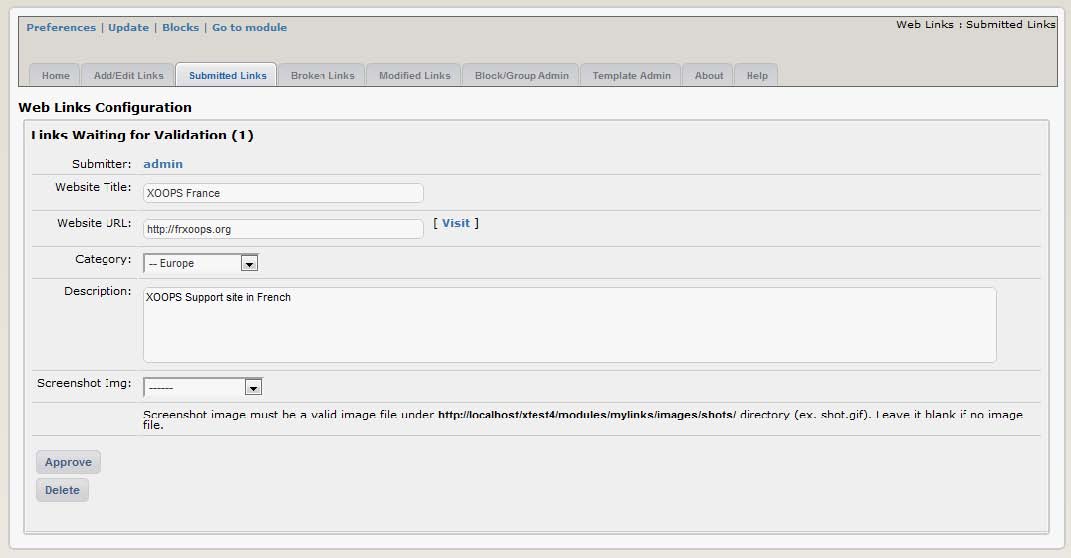 Preferences | Update | Blocks | Go to module
Web Links : Submitted Links
Home Add/Edit Links Submitted Links Broken Links Modified Links Block/Group Admin Template Admin About Help
Web Links Configuration
Links Waiting for Validation (1)
Submitter: admin
Website Title: XOOPS France
Website URL: http://frxoops.org [ Visit ]
Category: -- Europe
Description: XOOPS Support site in French
Screenshot Img: ------
Screenshot image must be a valid image file under http://localhost/xtest4/modules/mylinks/images/shots/ directory (ex. shot.gif). Leave it blank if no image
file.
Approve
Delete